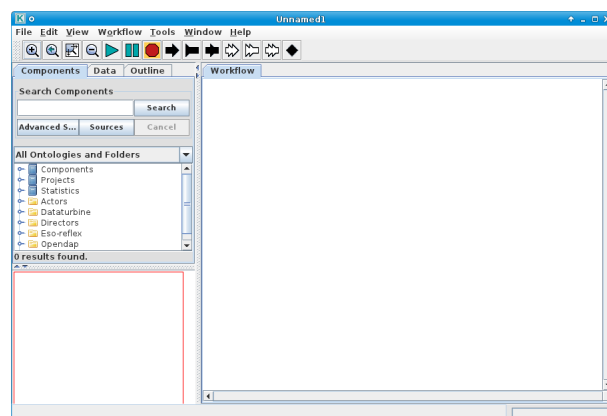 Unnamed1
File Edit View Workflow Tools Window Help
Components Data Outline
Workflow
Search Components
Search
Advanced S... Sources Cancel
All Ontologies and Folders
Components
Projects
Statistics
Actors
Dataturbine
Directors
Eso-reflex
Opendap
0 results found.